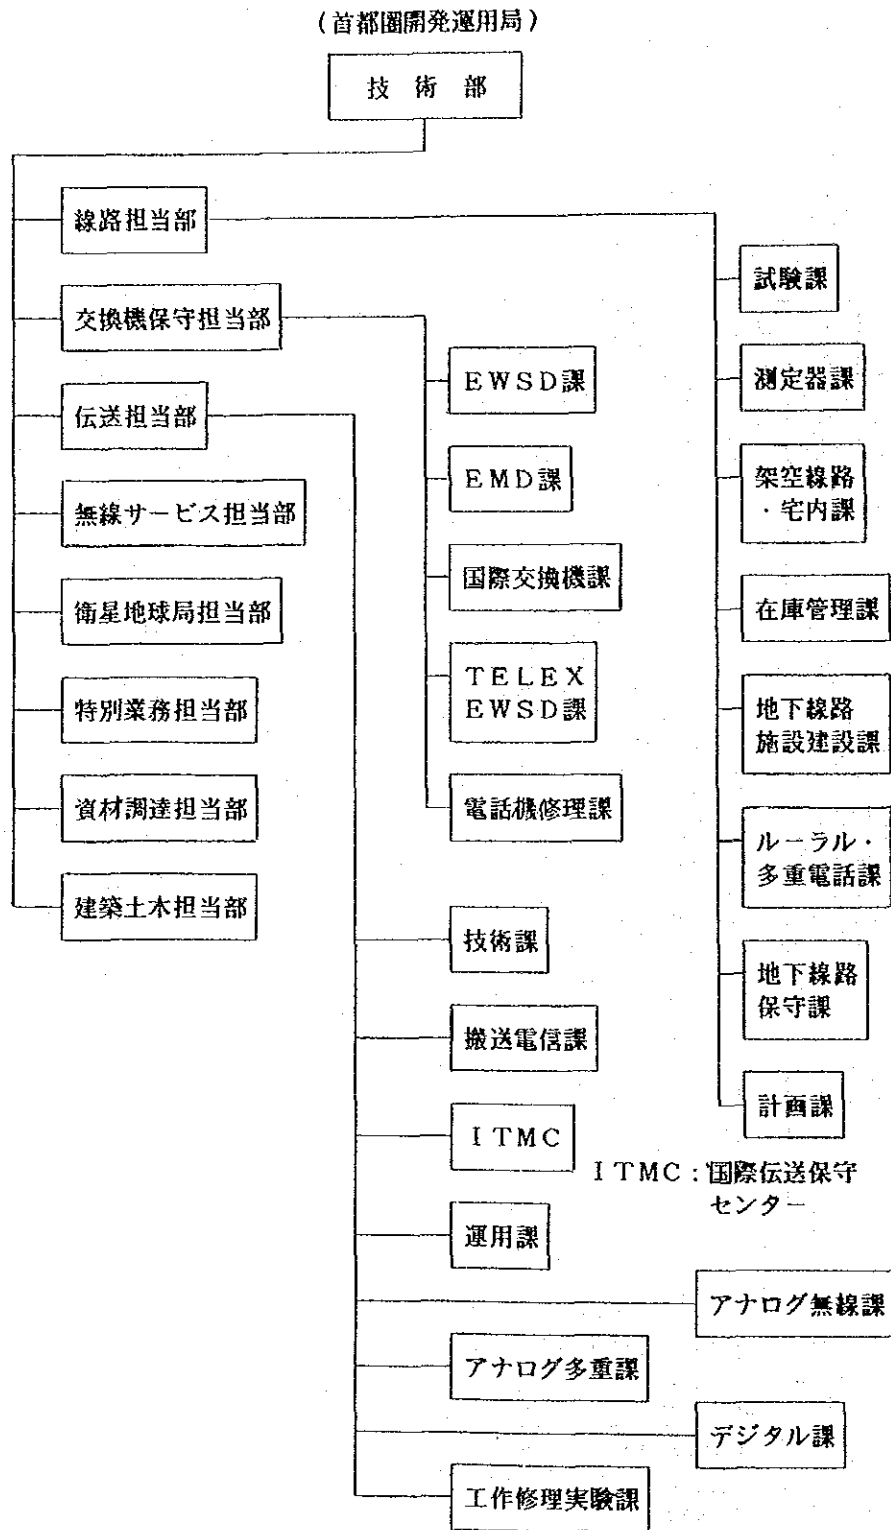 (首都圏開発運用局)
技術部
線路担当部
交換機保守担当部
伝送担当部
無線サービス担当部
衛星地球局担当部
特別業務担当部
資材調達担当部
建築土木担当部
EWSD課
EMD課
国際交換機課
TELEX
EWSD課
電話機修理課
技術課
搬送電信課
ITMC
運用課
アナログ無線課
アナログ多重課
デジタル課
工作修理実験課
試験課
測定器課
架空線路
・宅内課
在庫管理課
地下線路
施設建設課
ルーラル・
多重電話課
地下線路
保守課
計画課
ITMC:国際伝送保守
センター